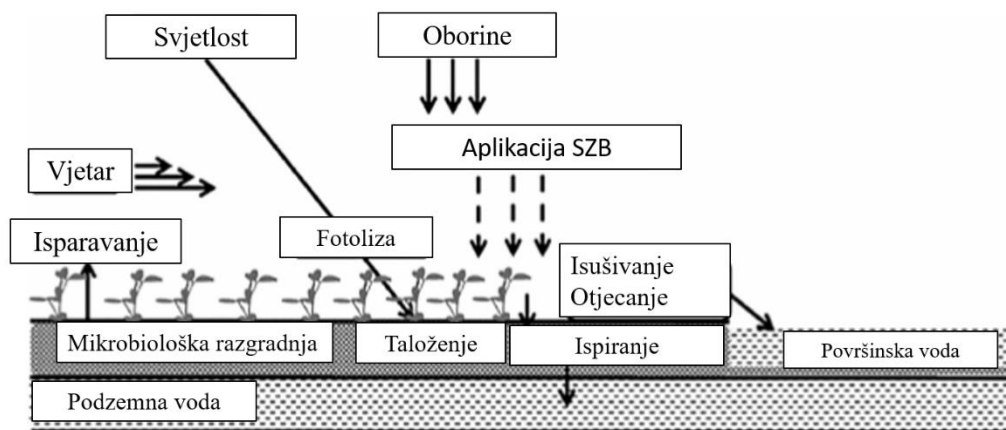 Svjetlost
Oborine
Aplikacija SZB
Vjetar
Isparavanje
Fotoliza
Isušivanje
Otjecanje
Mikrobiološka razgradnja
Taloženje
Ispiranje
Površinska voda
Podzemna voda